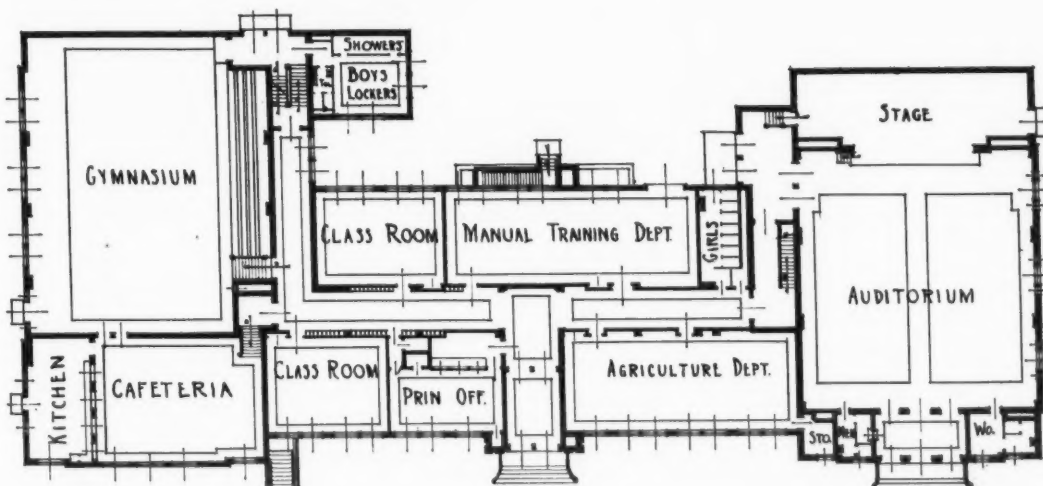 SHOWERS
BOYS
LOCKERS
STAGE
GYMNASIUM
CLASS ROOM
MANUAL TRAINING DEPT.
GIRLS
AUDITORIUM
KITCHEN
CAFETERIA
CLASS ROOM
PRIN OFF.
AGRICULTURE DEPT.
STO.
MEN
WO.